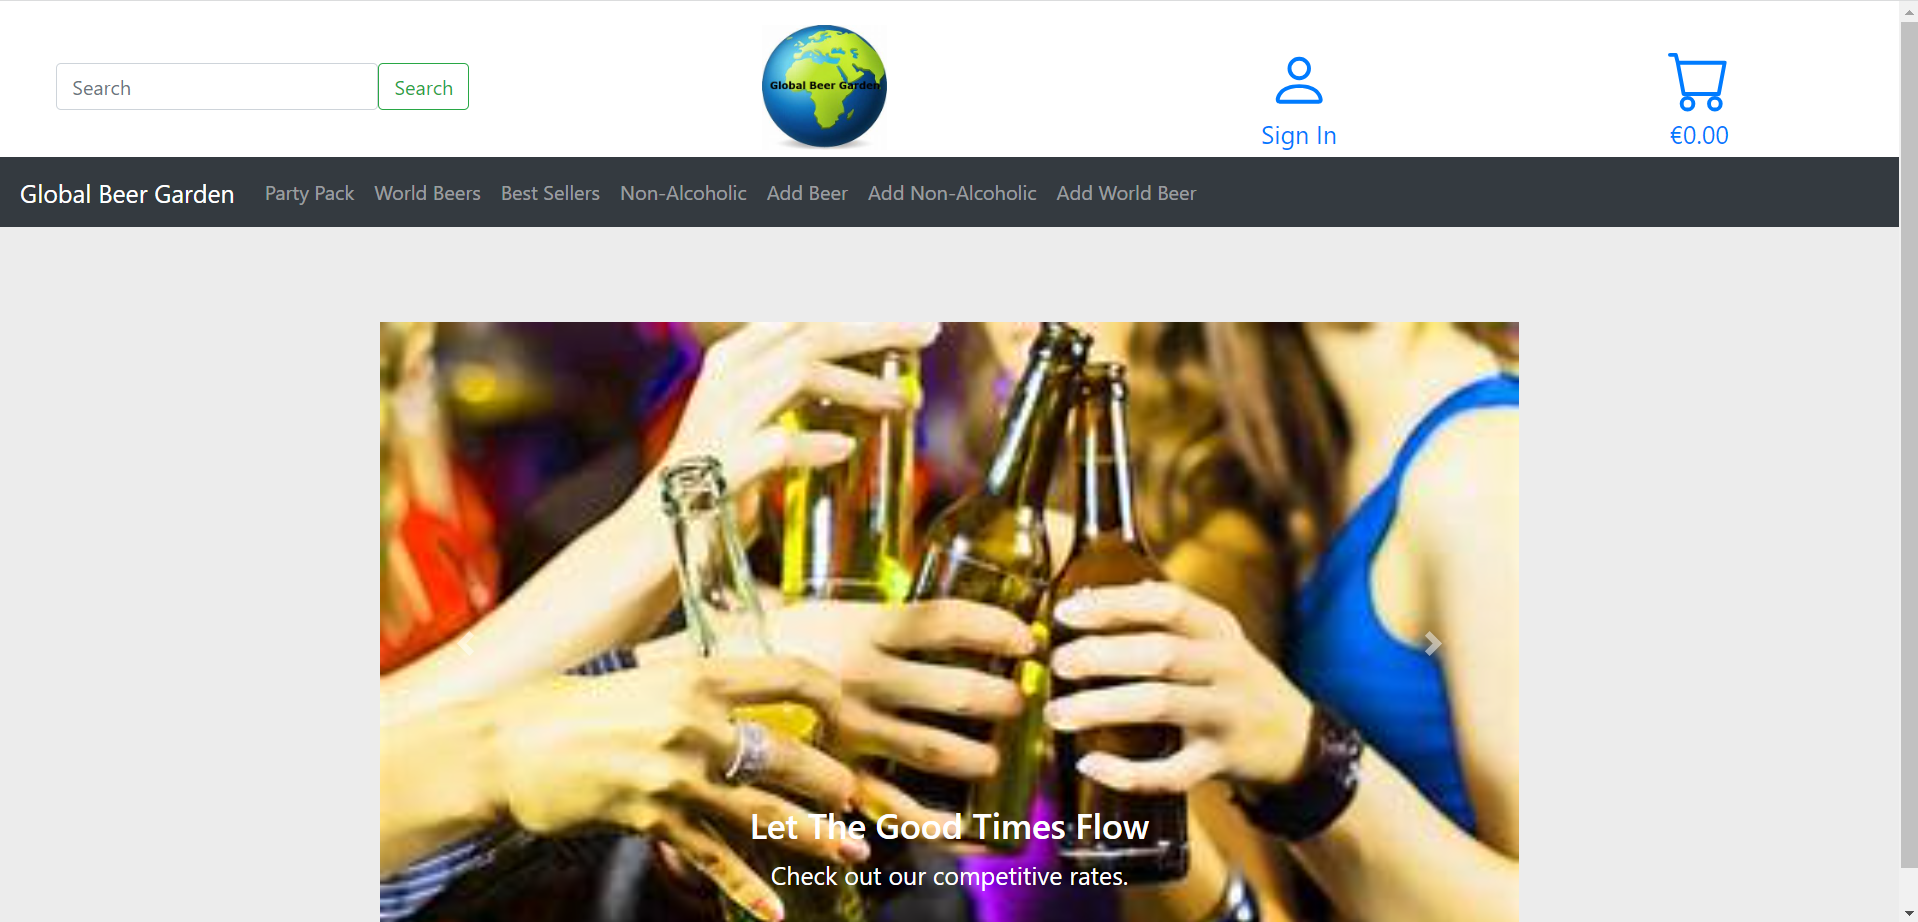 Search
Search
Global Beer Garden
Sign In
€0.00
Global Beer Garden
Party Pack
World Beers
Best Sellers
Non-Alcoholic
Add Beer
Add Non-Alcoholic
Add World Beer
Let The Good Times Flow
Check out our competitive rates.